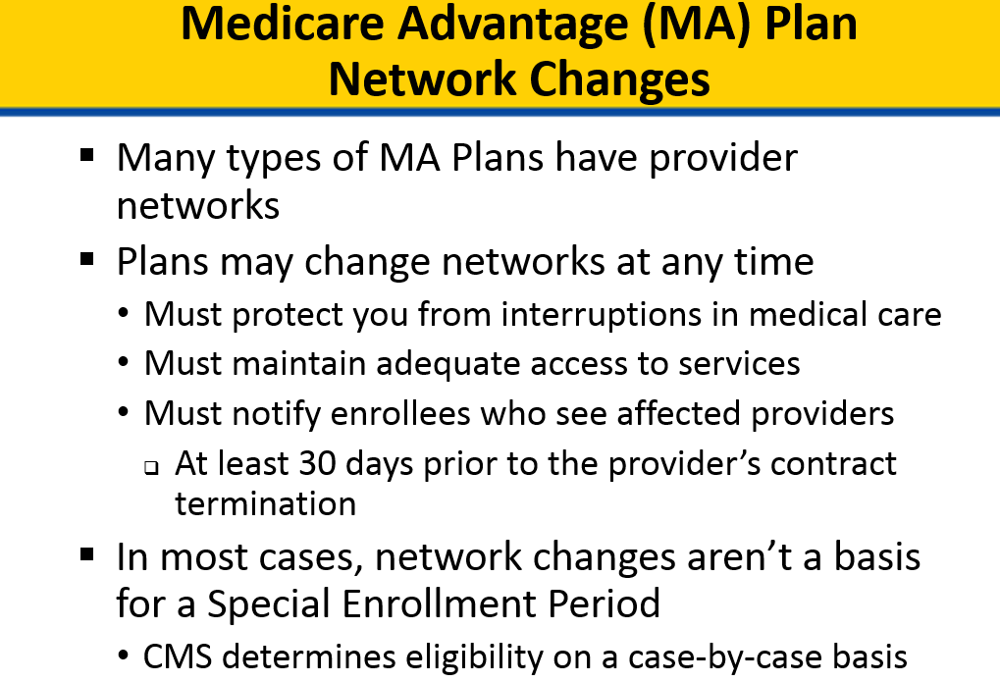 Medicare Advantage (MA) Plan
Network Changes
▪ Many types of MA Plans have provider
networks
▪ Plans may change networks at any time
• Must protect you from interruptions in medical care
• Must maintain adequate access to services
• Must notify enrollees who see affected providers
❑ At least 30 days prior to the provider’s contract
termination
▪ In most cases, network changes aren’t a basis
for a Special Enrollment Period
• CMS determines eligibility on a case-by-case basis